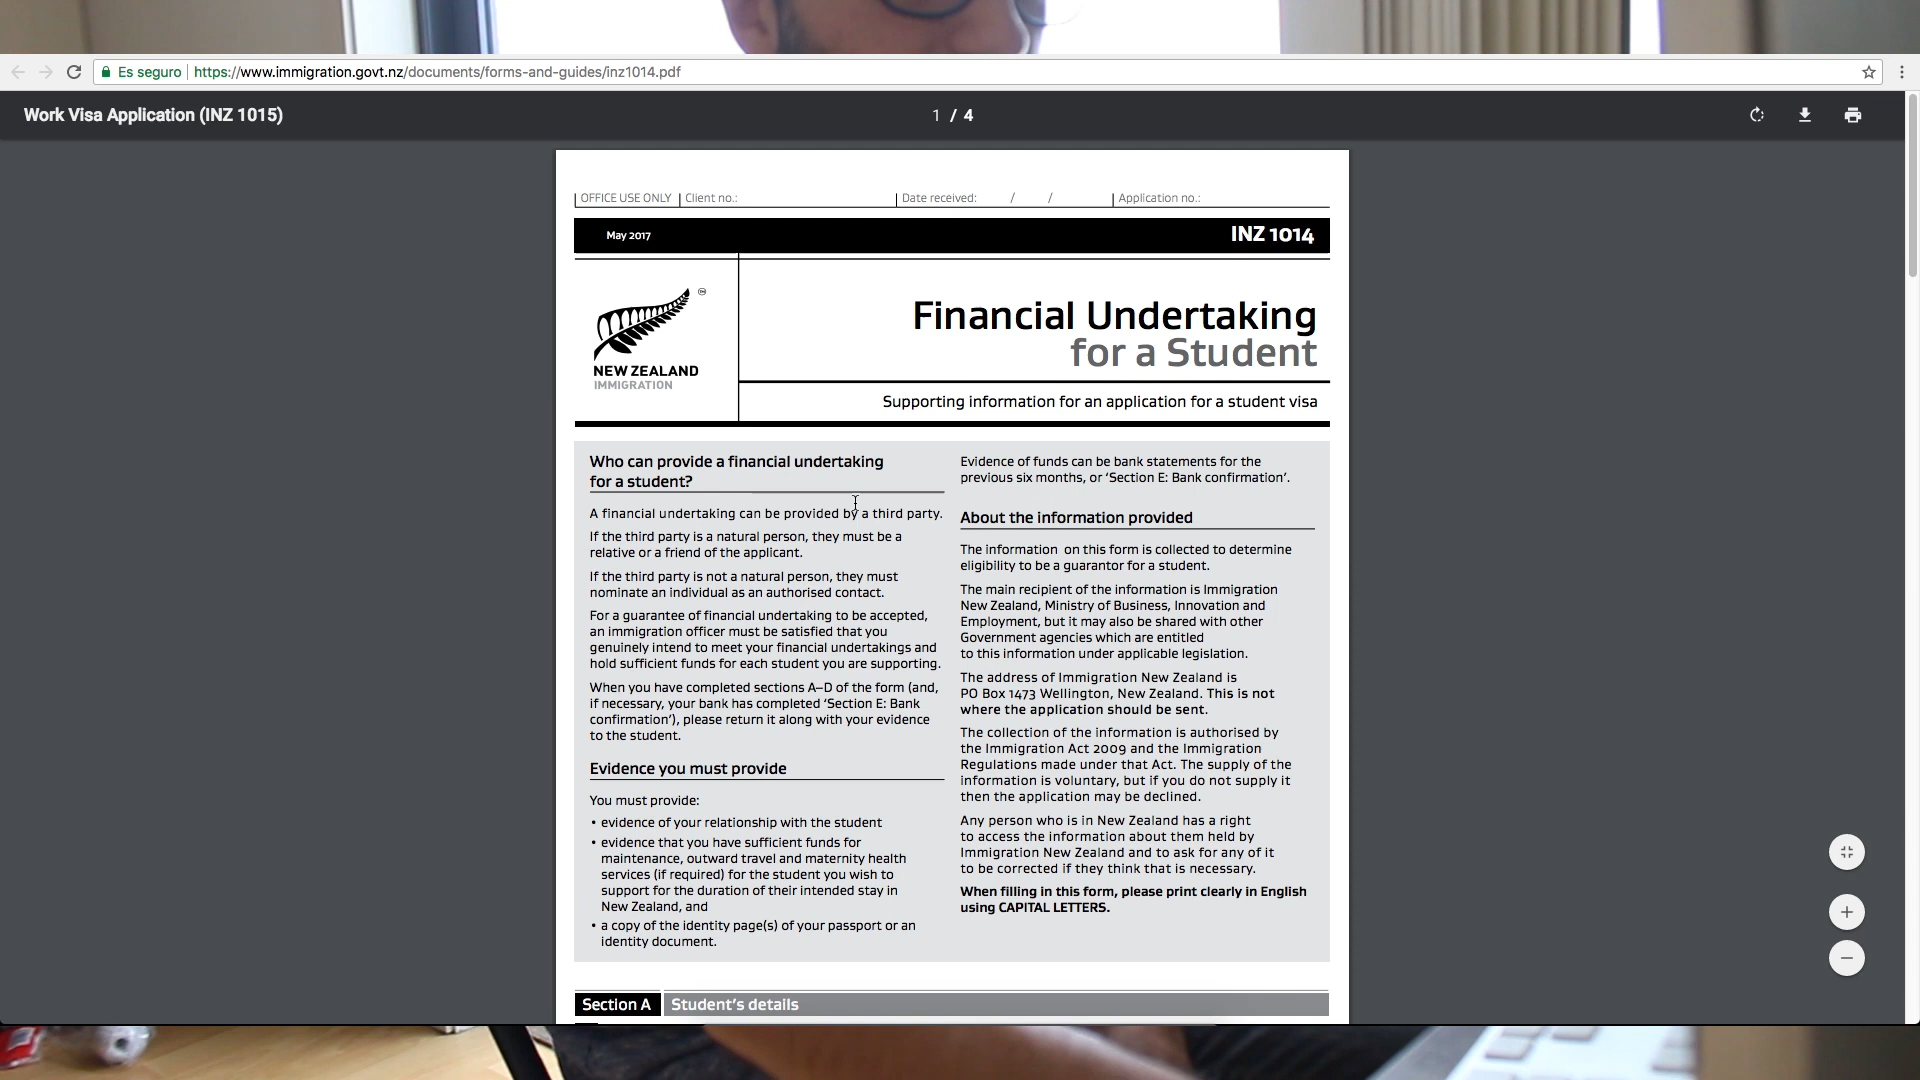 Es seguro
https://www.immigration.govt.nz/documents/forms-and-guides/inz1014.pdf
Work Visa Application (INZ 1015)
1 / 4
OFFICE USE ONLY Client no.: Date received: / / Application no.:
May 2017 INZ 1014
NEW ZEALAND
IMMIGRATION
Financial Undertaking
for a Student
Supporting information for an application for a student visa
Who can provide a financial undertaking
for a student?
A financial undertaking can be provided by a third party.
If the third party is a natural person, they must be a
relative or a friend of the applicant.
If the third party is not a natural person, they must
nominate an individual as an authorised contact.
For a guarantee of financial undertaking to be accepted,
an immigration officer must be satisfied that you
genuinely intend to meet your financial undertakings and
hold sufficient funds for each student you are supporting.
When you have completed sections A–D of the form (and,
if necessary, your bank has completed ‘Section E: Bank
confirmation’), please return it along with your evidence
to the student.
Evidence you must provide
You must provide:
• evidence of your relationship with the student
• evidence that you have sufficient funds for
maintenance, outward travel and maternity health
services (if required) for the student you wish to
support for the duration of their intended stay in
New Zealand, and
• a copy of the identity page(s) of your passport or an
identity document.
Evidence of funds can be bank statements for the
previous six months, or ‘Section E: Bank confirmation’.
About the information provided
The information on this form is collected to determine
eligibility to be a guarantor for a student.
The main recipient of the information is Immigration
New Zealand, Ministry of Business, Innovation and
Employment, but it may also be shared with other
Government agencies which are entitled
to this information under applicable legislation.
The address of Immigration New Zealand is
PO Box 1473 Wellington, New Zealand. This is not
where the application should be sent.
The collection of the information is authorised by
the Immigration Act 2009 and the Immigration
Regulations made under that Act. The supply of the
information is voluntary, but if you do not supply it
then the application may be declined.
Any person who is in New Zealand has a right
to access the information about them held by
Immigration New Zealand and to ask for any of it
to be corrected if they think that is necessary.
When filling in this form, please print clearly in English
using CAPITAL LETTERS.
Section A Student’s details